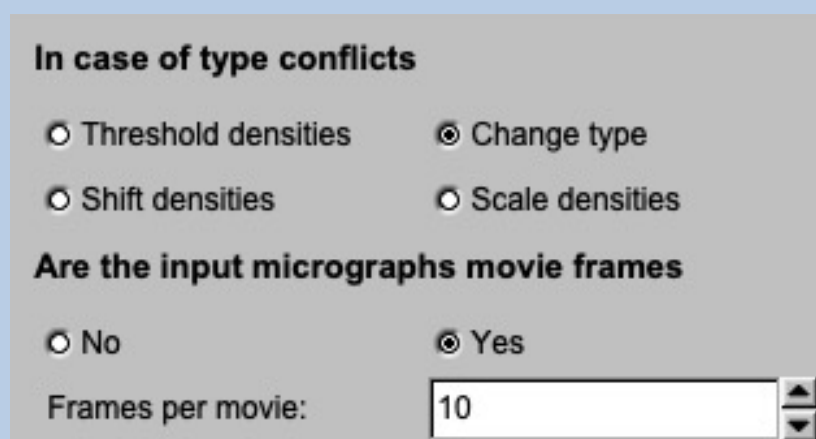 In case of type conflicts
Threshold densities Change type
Shift densities Scale densities
Are the input micrographs movie frames
No Yes
Frames per movie: 10